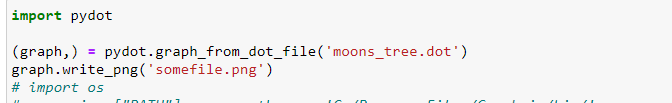 import pydot
(graph,) = pydot.graph_from_dot_file('moons_tree.dot')
graph.write_png('somefile.png')
# import os